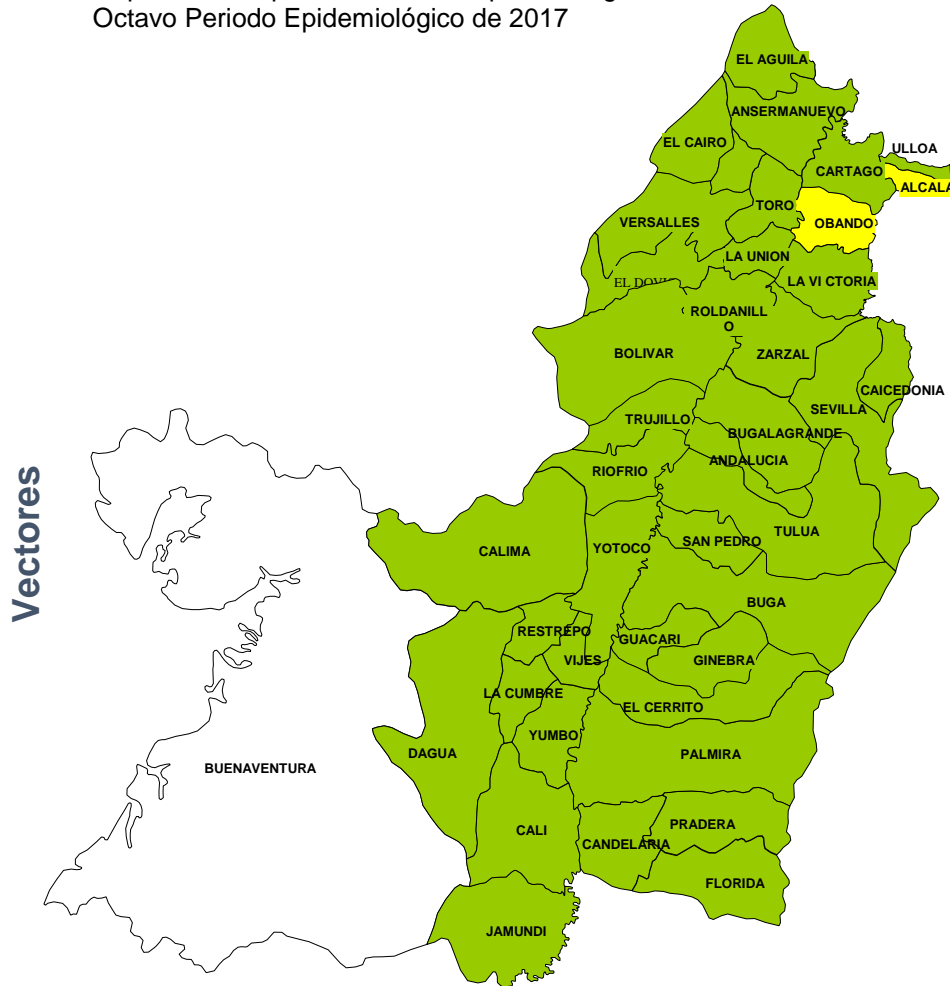 Octavo Periodo Epidemiológico de 2017
EL AGUILA
ANSERMANUEVO
EL CAIRO
ULLOA
CARTAGO
ALCALA
TORO
VERSALLES
OBANDO
LA UNION
LA VI CTORIA
EL DOVI
ROLDANILL
O
BOLIVAR
ZARZAL
CAICEDONIA
SEVILLA
TRUJILLO
BUGALAGRANDE
ANDALUCIA
RIOFRIO
Vectores
TULUA
SAN PEDRO
YOTOCO
CALIMA
BUGA
RESTREPO
GUACARI
VIJES
GINEBRA
LA CUMBRE
EL CERRITO
YUMBO
DAGUA
PALMIRA
BUENAVENTURA
PRADERA
CALI
CANDELARIA
FLORIDA
JAMUNDI